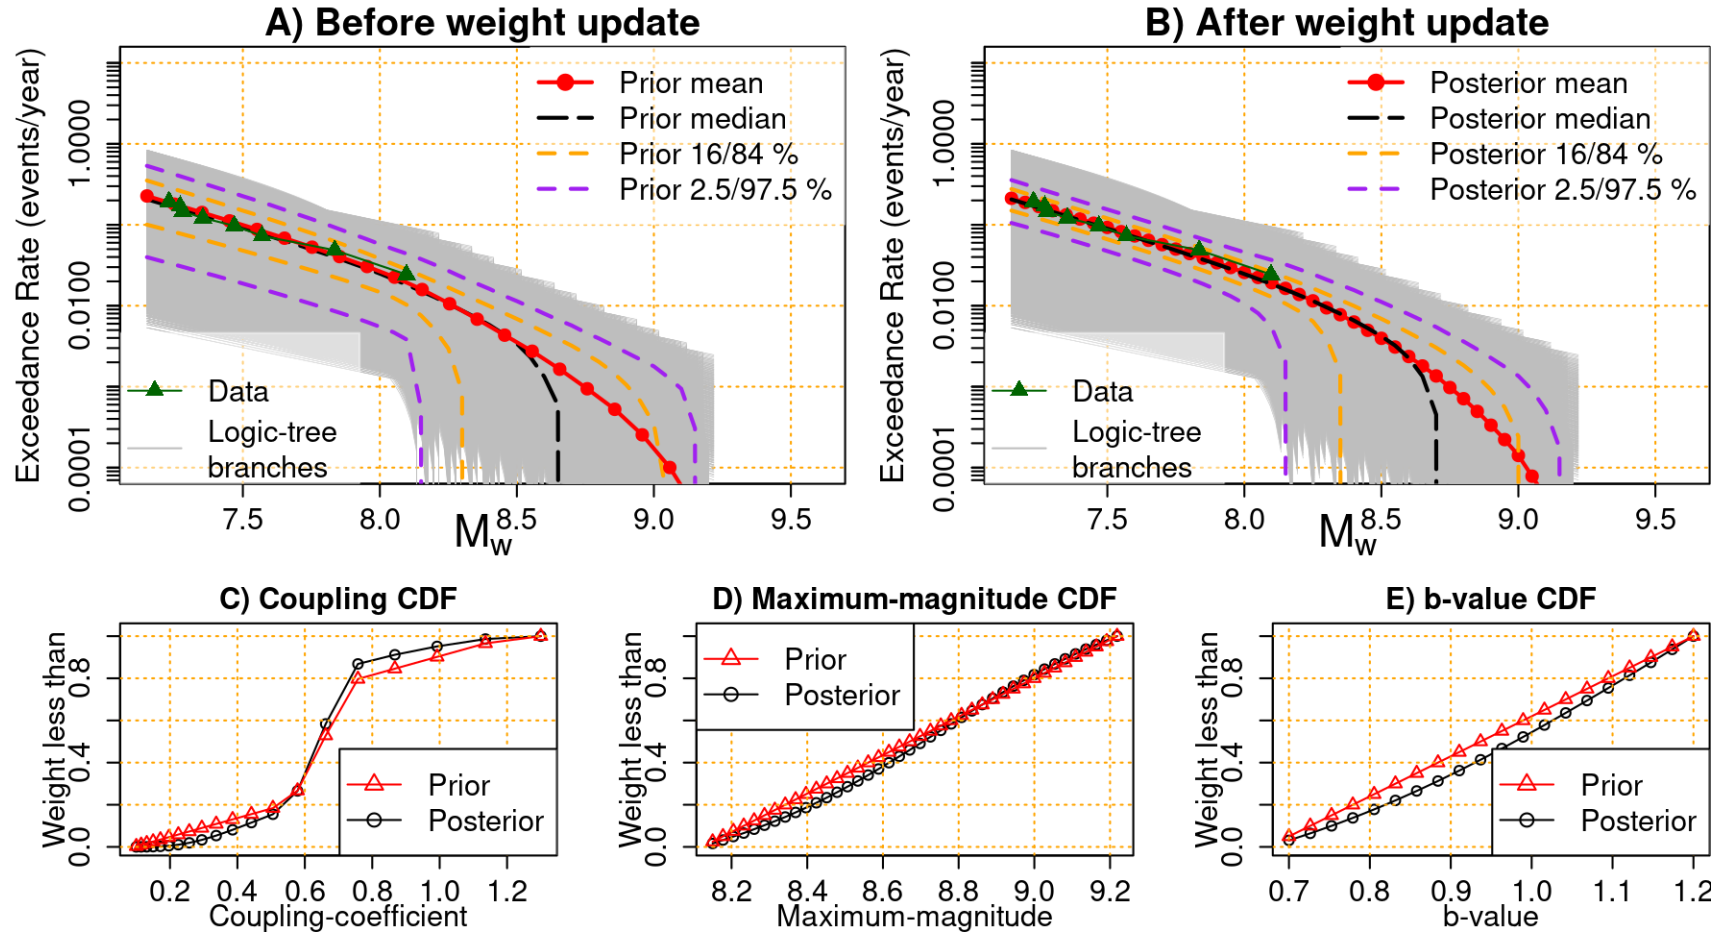 A) Before weight update
Exceedance Rate (events/year)
1.0000
0.0100
0.0001
Prior mean
Prior median
Prior 16/84 %
Prior 2.5/97.5 %
Data
Logic-tree
branches
7.5 8.0 8.5 9.0 9.5
Mw
B) After weight update
Exceedance Rate (events/year)
1.0000
0.0100
0.0001
Posterior mean
Posterior median
Posterior 16/84 %
Posterior 2.5/97.5 %
Data
Logic-tree
branches
7.5 8.0 8.5 9.0 9.5
Mw
C) Coupling CDF
Weight less than
0.8
0.4
0.0
Prior
Posterior
0.2 0.4 0.6 0.8 1.0 1.2
Coupling-coefficient
D) Maximum-magnitude CDF
Weight less than
0.8
0.4
0.0
Prior
Posterior
8.2 8.4 8.6 8.8 9.0 9.2
Maximum-magnitude
E) b-value CDF
Weight less than
0.8
0.4
0.0
Prior
Posterior
0.7 0.8 0.9 1.0 1.1 1.2
b-value